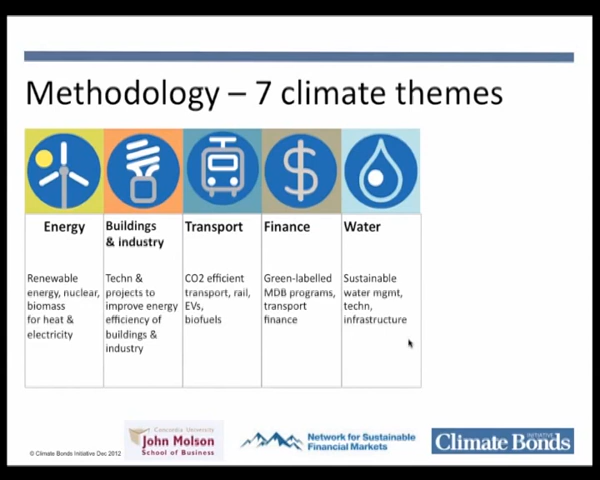 Methodology – 7 climate themes
Energy
Renewable
energy, nuclear,
biomass
for heat &
electricity
Buildings
& industry
Techn &
projects to
improve energy
efficiency of
buildings &
industry
Transport
CO2 efficient
transport, rail,
EVs,
biofuels
Finance
Green-labelled
MDB programs,
transport
finance
Water
Sustainable
water mgmt,
techn,
infrastructure
© Climate Bonds Initiative Dec 2012
Concordia University
John Molson
School of Business
Network for Sustainable
Financial Markets
INITIATIVE
Climate Bonds